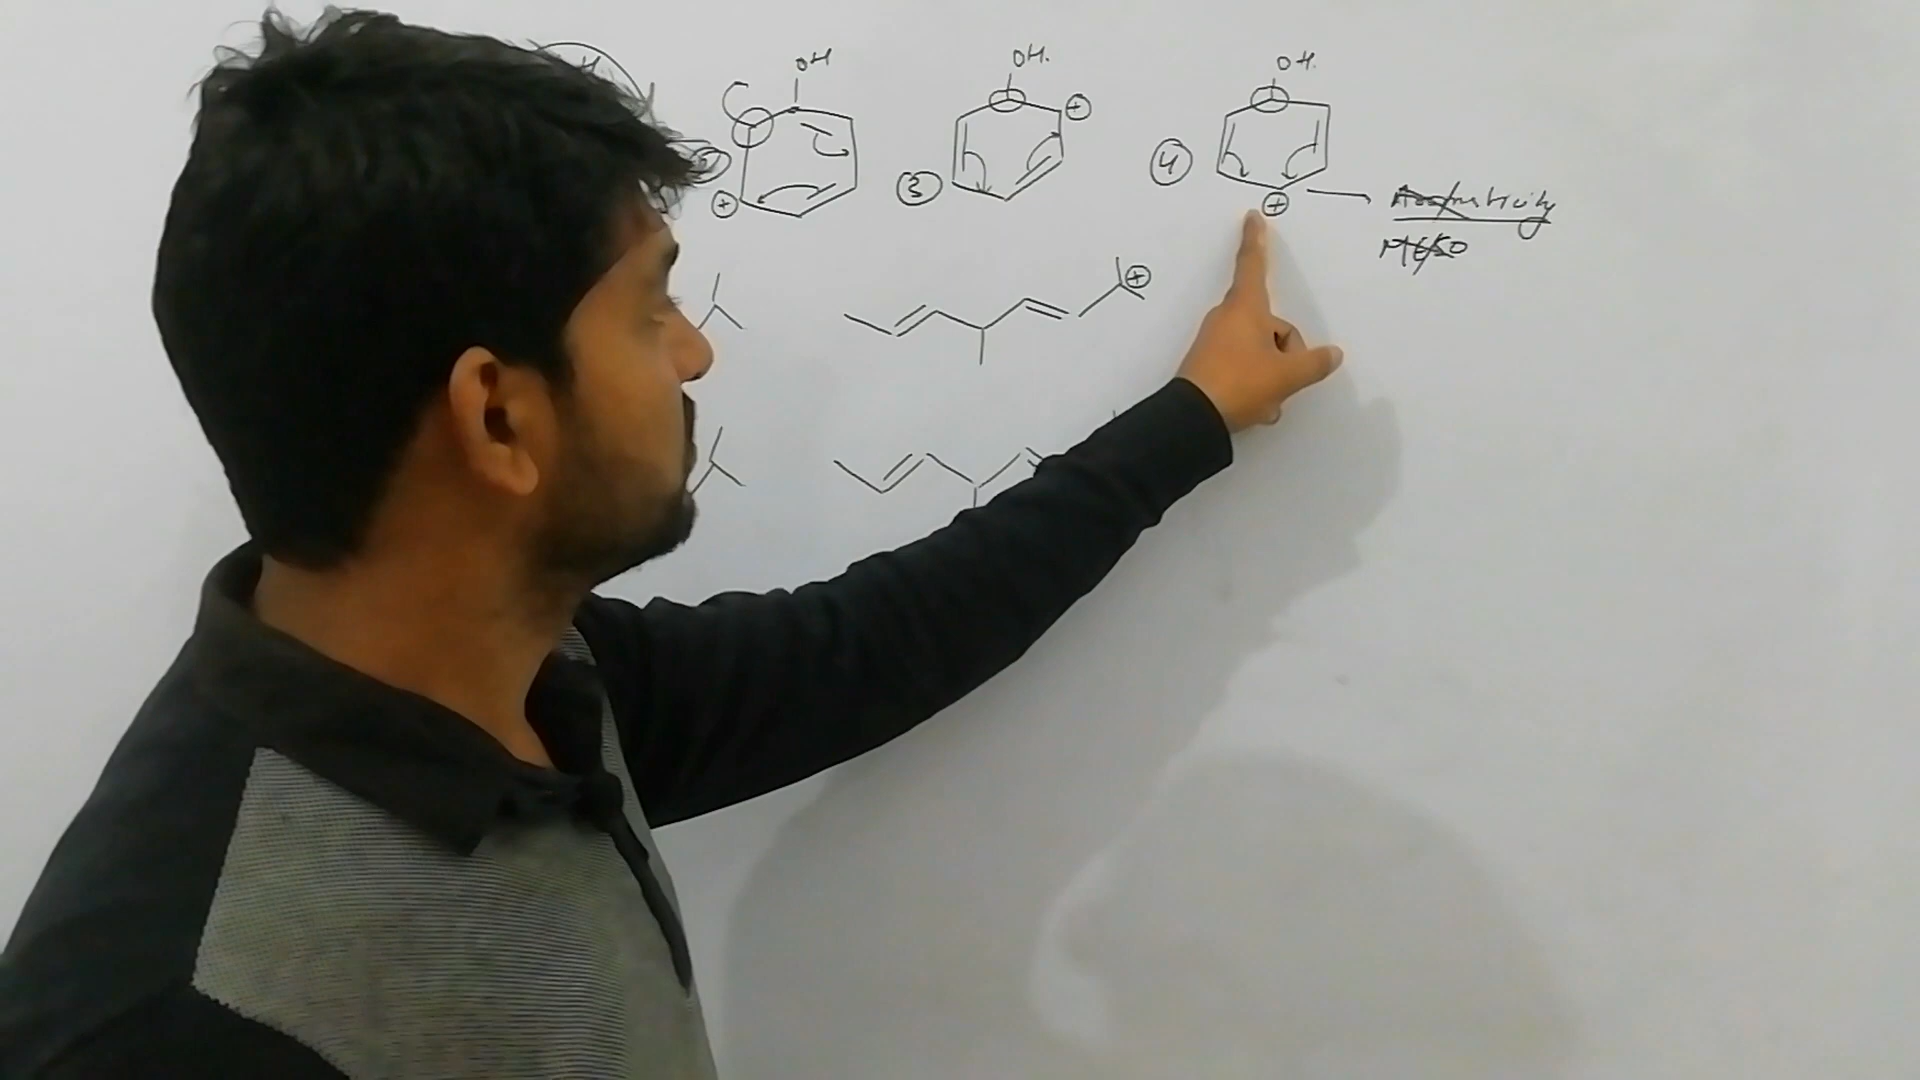 OH
OH.
OH.
+
3
4
+
+
Aromaticity
MESO
+